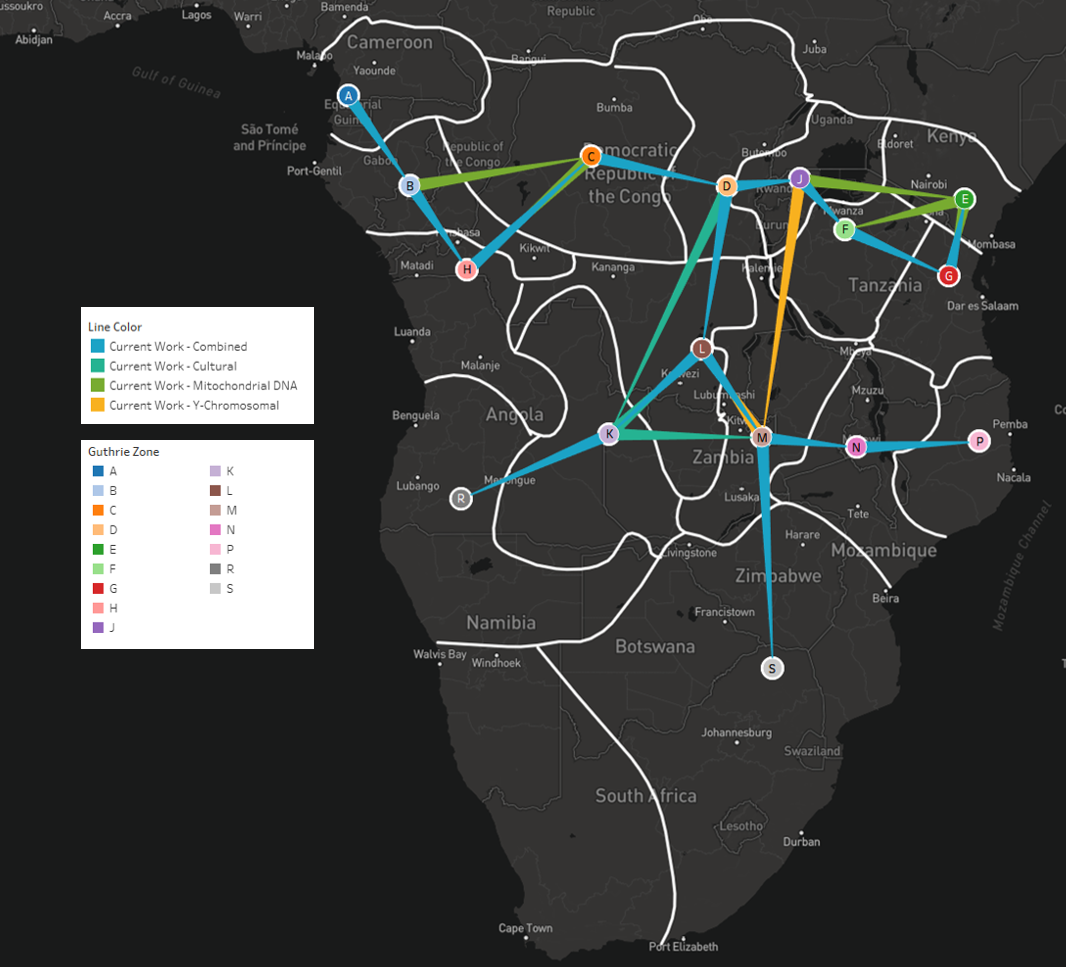 Bamenda
Republic
Accra
Lagos
Warri
Abidjan
Cameroon
Bangui
Obo
Juba
Malabo
Yaounde
Gulf of Guinea
A
Equatorial
Guinea
Bumba
Uganda
Kenya
São Tomé
and Príncipe
Eldoret
Port-Gentil
Gabon
Republic of
the Congo
C
Democratic
Republic of
the Congo
Butembo
B
D
J
Nairobi
E
Mwanza
F
Kinshasa
Kikwit
Mombasa
Matadi
H
Kananga
Kalemie
G
Tanzania
Dar es Salaam
Line Color
Current Work - Combined
Current Work - Cultural
Current Work - Mitochondrial DNA
Current Work - Y-Chromosomal
Luanda
Malanje
L
Mbeya
Kolwezi
Lubumbashi
Mzuzu
Benguela
Angola
K
M
N
P
Pemba
Zambia
Nacala
Lubango
Menongue
R
Lusaka
Tete
Guthrie Zone
A
B
C
D
E
F
G
H
J
K
L
M
N
P
R
S
Livingstone
Harare
Mozambique
Mozambique Channel
Zimbabwe
Beira
Namibia
Francistown
Botswana
Walvis Bay
Windhoek
S
Johannesburg
Swaziland
South Africa
Lesotho
Durban
Cape Town
Port Elizabeth